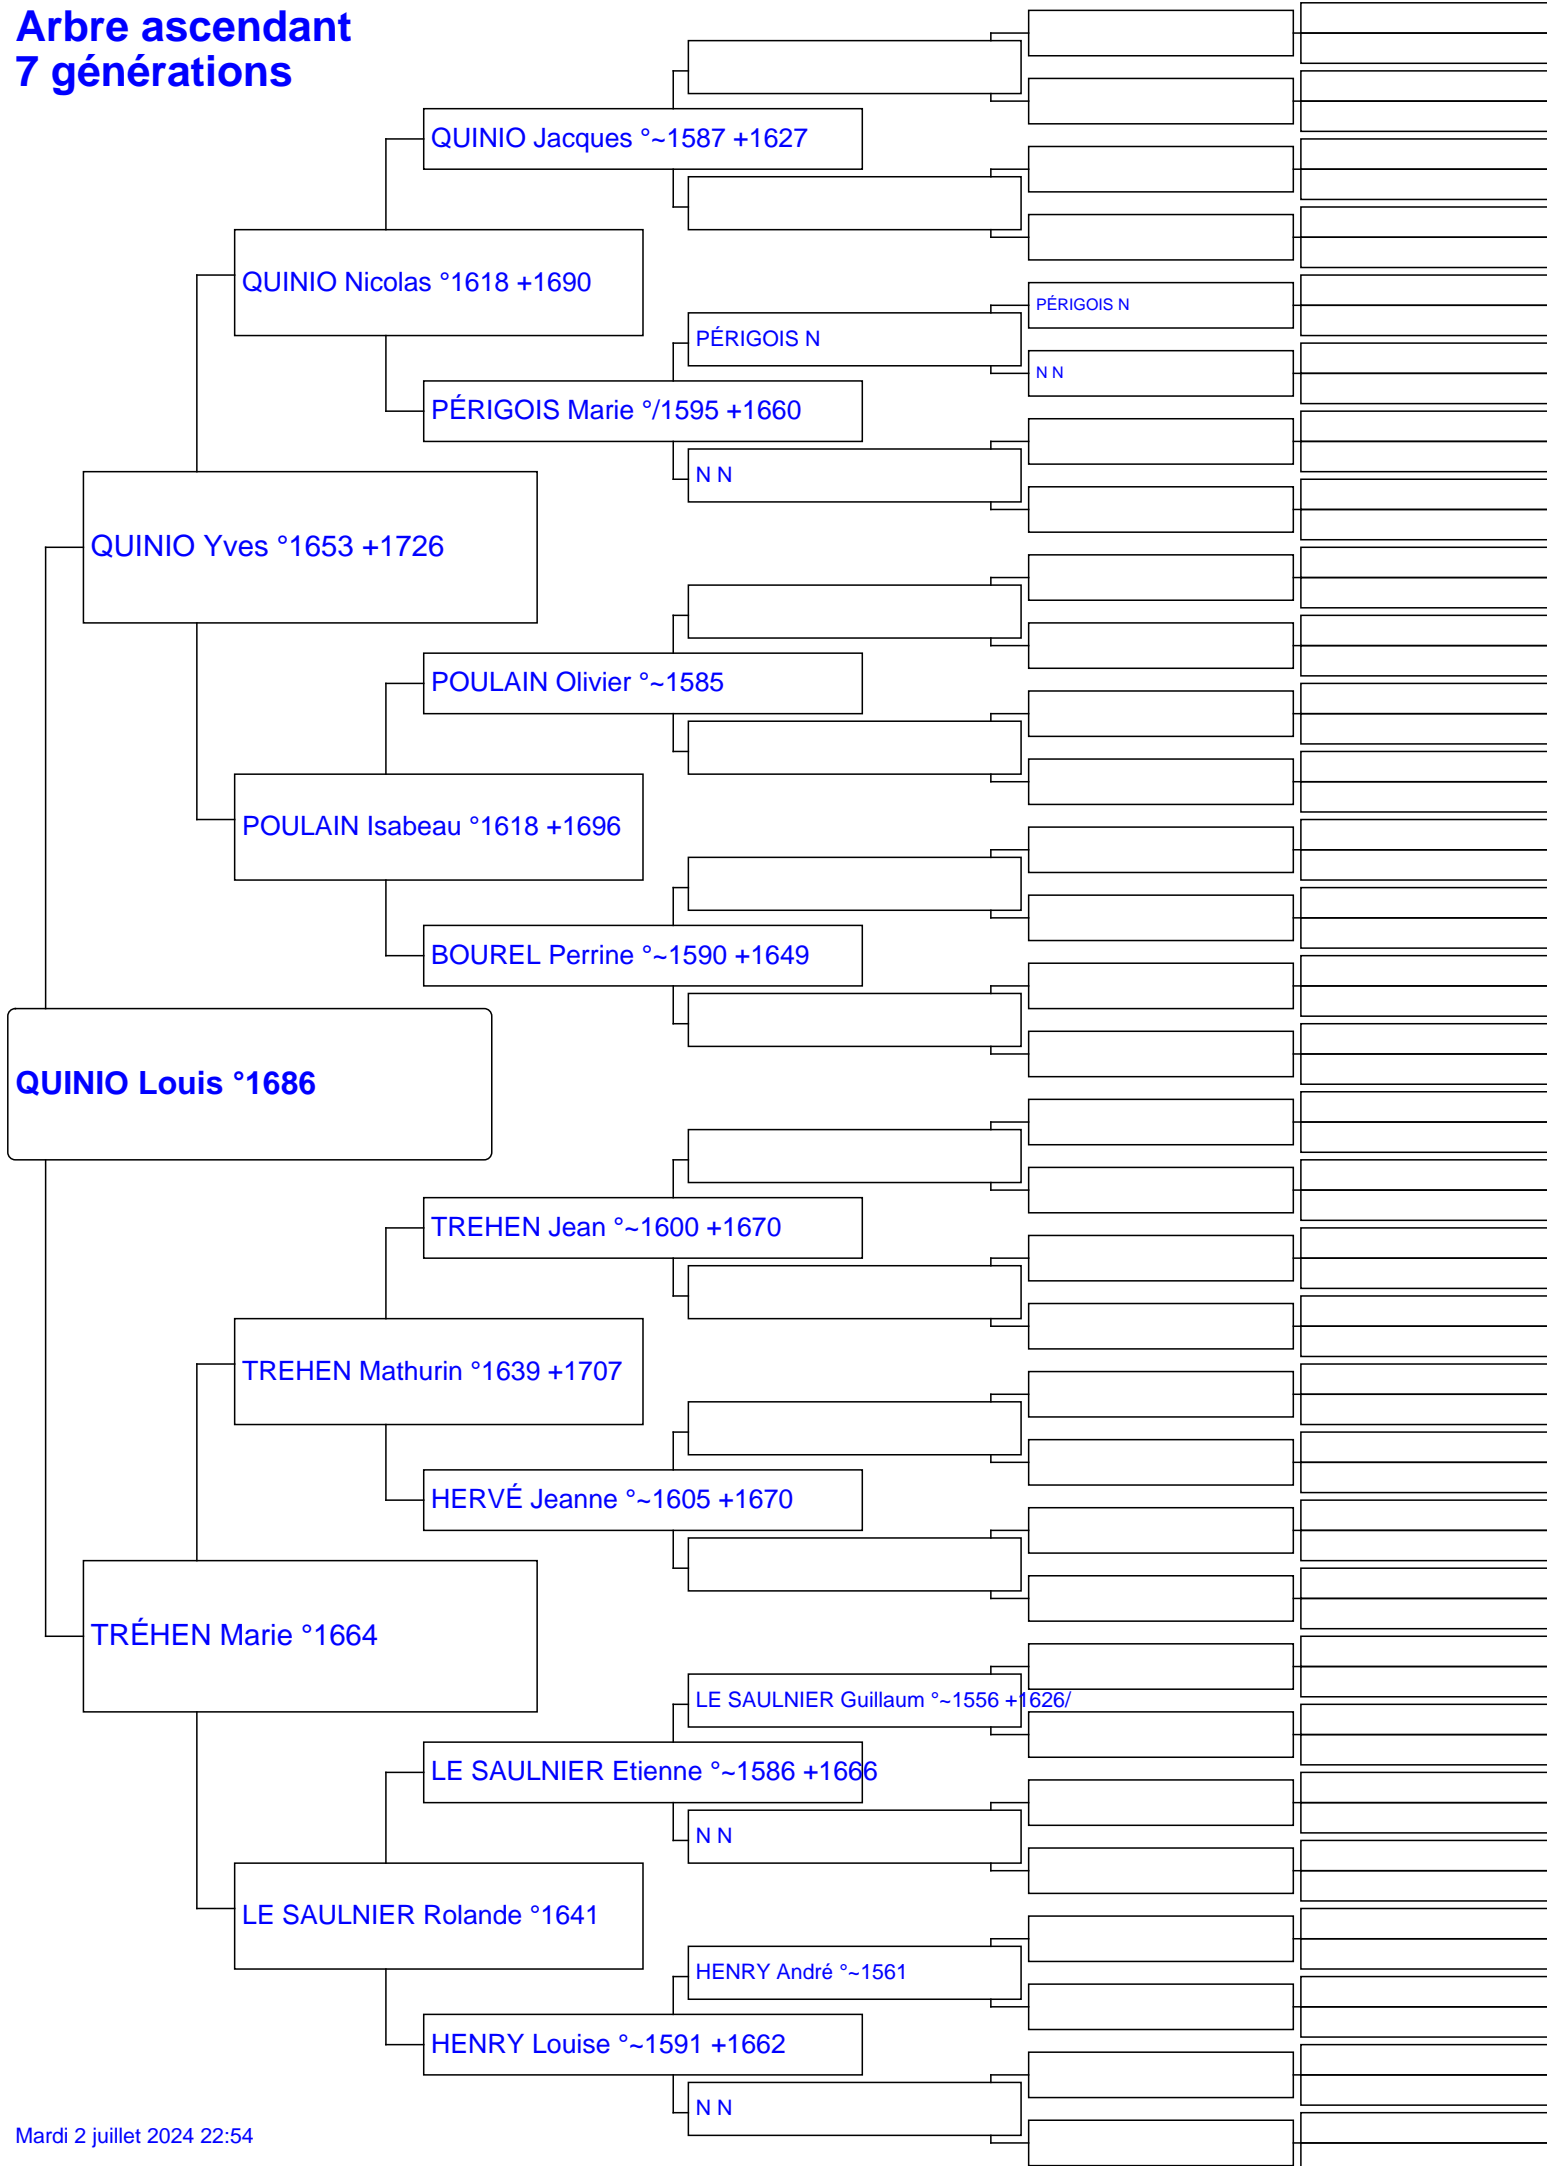 Arbre ascendant
7 générations
QUINIO Jacques °~1587 +1627
QUINIO Nicolas °1618 +1690
PÉRIGOIS N
PÉRIGOIS N
N N
PÉRIGOIS Marie °/1595 +1660
N N
QUINIO Yves °1653 +1726
POULAIN Olivier °~1585
POULAIN Isabeau °1618 +1696
BOUREL Perrine °~1590 +1649
QUINIO Louis °1686
TREHEN Jean °~1600 +1670
TREHEN Mathurin °1639 +1707
HERVÉ Jeanne °~1605 +1670
TRÉHEN Marie °1664
LE SAULNIER Guillaum °~1556 +1626/
LE SAULNIER Etienne °~1586 +1666
N N
LE SAULNIER Rolande °1641
HENRY André °~1561
HENRY Louise °~1591 +1662
N N
Mardi 2 juillet 2024 22:54